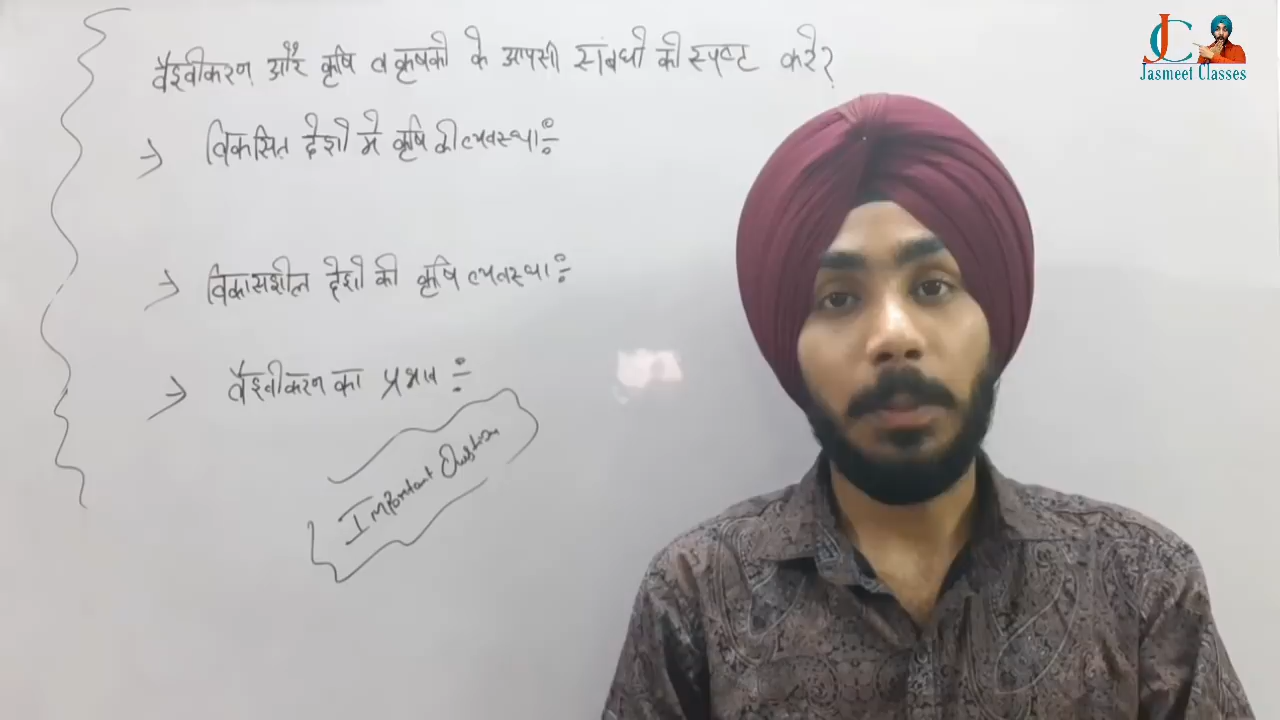 वैश्वीकरण और कृषि व कृषकों के आपसी संबंधों को स्पष्ट करें?
→ विकसित देशों में कृषि की व्यवस्था ÷
→ विकासशील देशों की कृषि व्यवस्था ÷
→ वैश्वीकरण का प्रभाव ÷
Important Question
JC
Jasmeet Classes